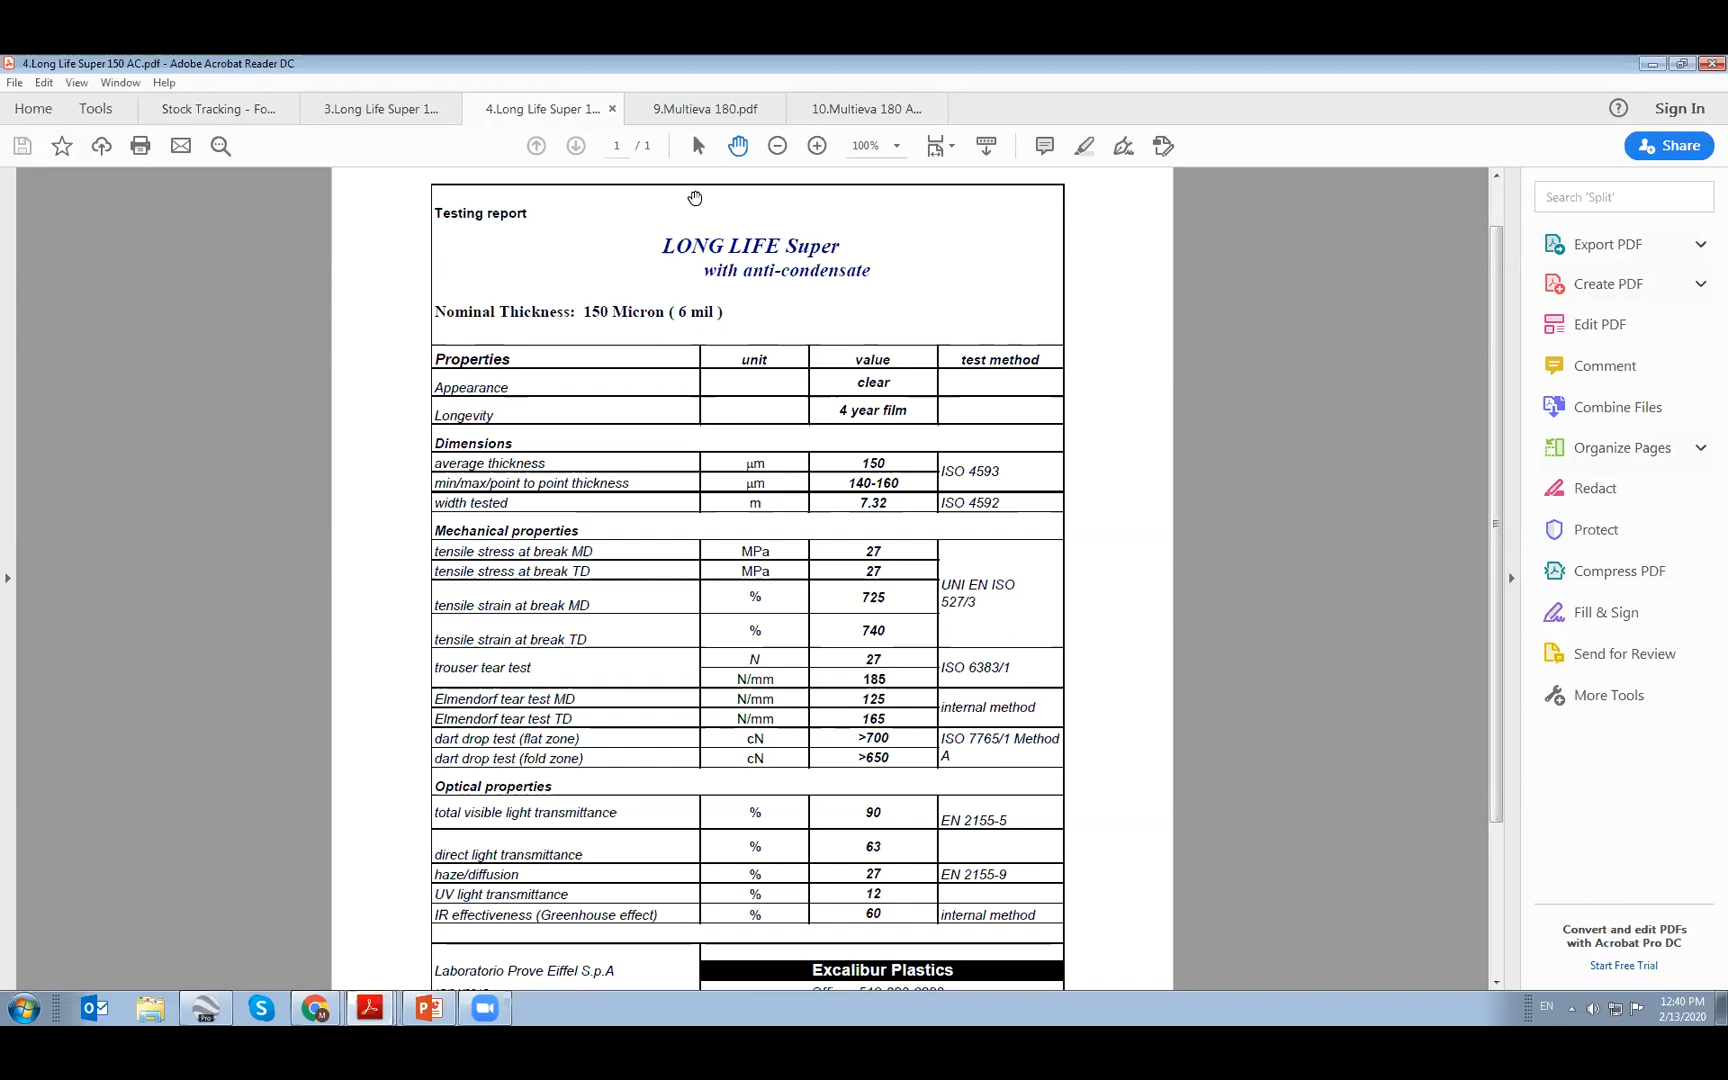 4.Long Life Super 150 AC.pdf - Adobe Acrobat Reader DC
File Edit View Window Help
Home Tools Stock Tracking - Fo... 3.Long Life Super 1... 4.Long Life Super 1... × 9.Multieva 180.pdf 10.Multieva 180 A... ? Sign In
1 / 1 100% Share
Testing report
LONG LIFE Super
with anti-condensate
Nominal Thickness: 150 Micron ( 6 mil )
Properties unit value test method
Appearance clear
Longevity 4 year film
Dimensions
average thickness µm 150 ISO 4593
min/max/point to point thickness µm 140-160
width tested m 7.32 ISO 4592
Mechanical properties
tensile stress at break MD MPa 27
tensile stress at break TD MPa 27
UNI EN ISO
527/3
tensile strain at break MD % 725
tensile strain at break TD % 740
trouser tear test N 27 ISO 6383/1
N/mm 185
Elmendorf tear test MD N/mm 125 internal method
Elmendorf tear test TD N/mm 165
dart drop test (flat zone) cN >700 ISO 7765/1 Method
dart drop test (fold zone) cN >650 A
Optical properties
total visible light transmittance % 90 EN 2155-5
direct light transmittance % 63
haze/diffusion % 27 EN 2155-9
UV light transmittance % 12
IR effectiveness (Greenhouse effect) % 60 internal method
Laboratorio Prove Eiffel S.p.A Excalibur Plastics
Search 'Split'
Export PDF
Create PDF
Edit PDF
Comment
Combine Files
Organize Pages
Redact
Protect
Compress PDF
Fill & Sign
Send for Review
More Tools
Convert and edit PDFs
with Acrobat Pro DC
Start Free Trial
Pro
EN 12:40 PM
2/13/2020